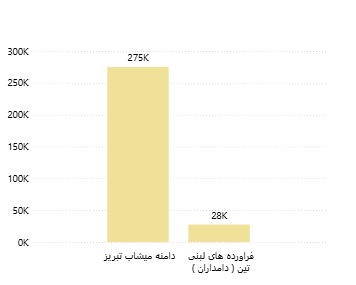 300K
275K
250K
200K
150K
100K
50K
28K
0K
دامنه میشاب تبریز
فراورده های لبنی
تین ( دامداران )